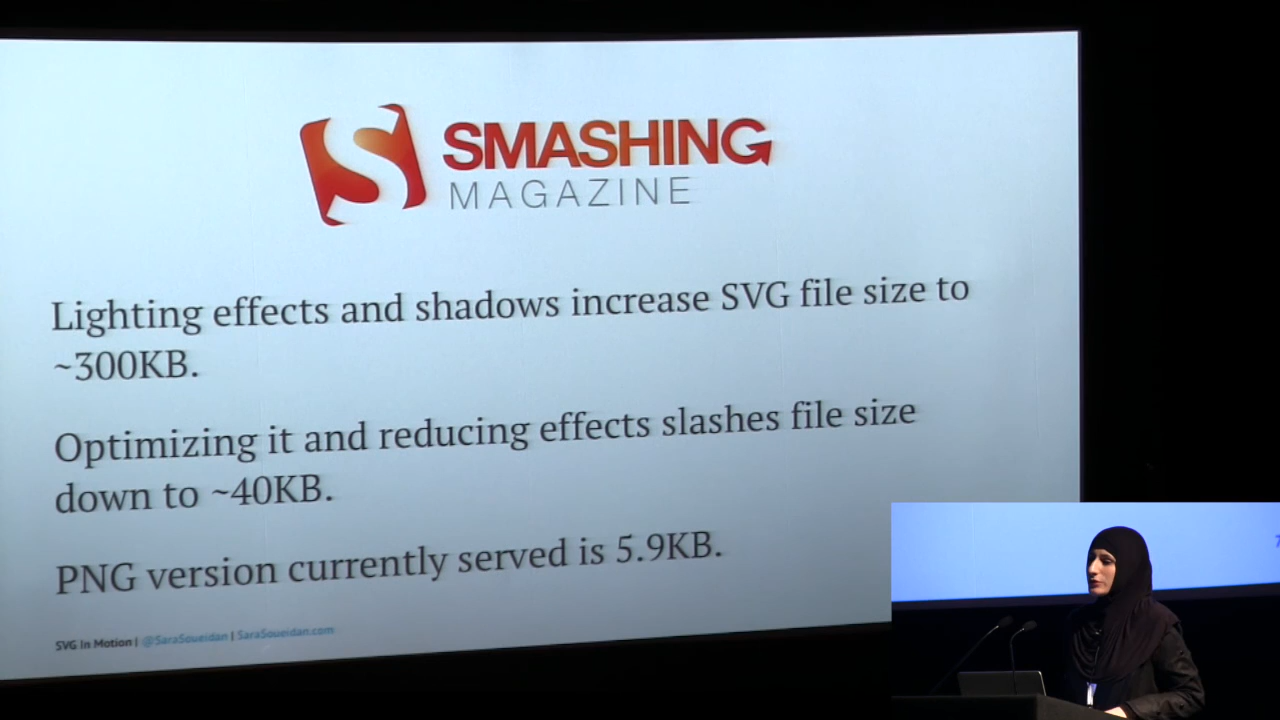 SMASHING
MAGAZINE
Lighting effects and shadows increase SVG file size to
~300KB.
Optimizing it and reducing effects slashes file size
down to ~40KB.
PNG version currently served is 5.9KB.
SVG In Motion | @SaraSoueidan | SaraSoueidan.com